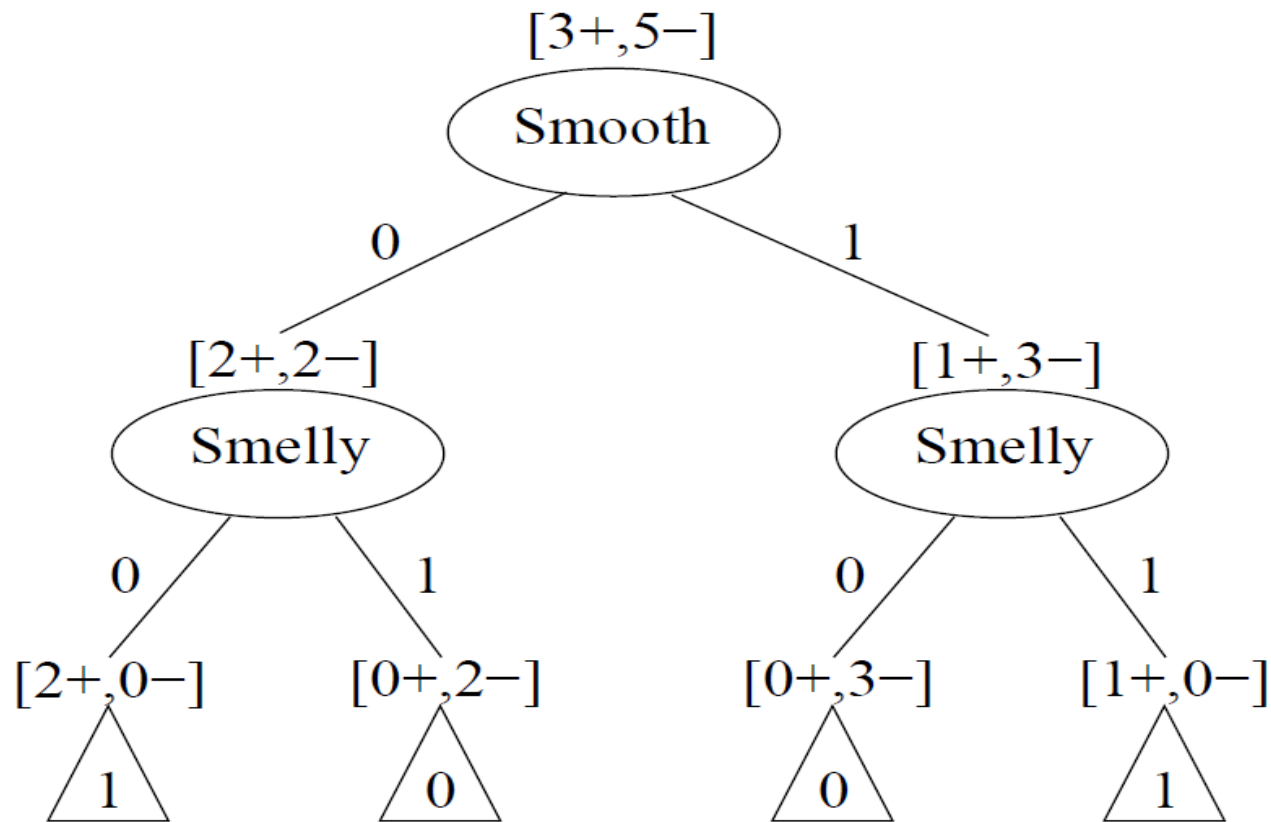 [3+,5−]
Smooth
0 1
[2+,2−] [1+,3−]
Smelly Smelly
0 1 0 1
[2+,0−] [0+,2−] [0+,3−] [1+,0−]
1 0 0 1